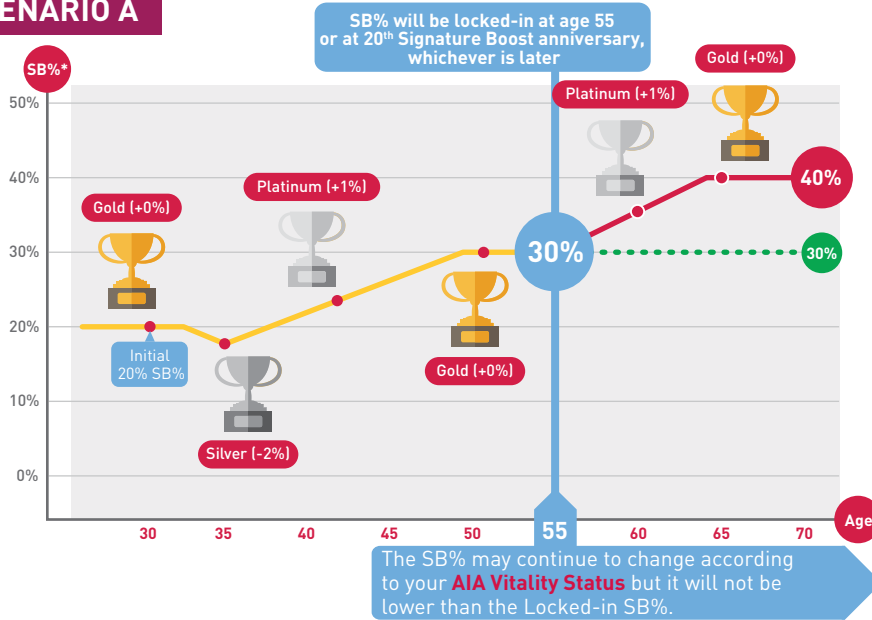 ENARIO A
SB% will be locked-in at age 55
or at 20th Signature Boost anniversary,
whichever is later
SB%*
50%
40%
30%
20%
10%
0%
Gold (+0%)
Platinum (+1%)
Platinum (+1%)
Gold (+0%)
40%
30%
30%
Initial
20% SB%
Gold (+0%)
Silver (-2%)
30
35
40
45
50
55
60
65
70
Age
The SB% may continue to change according
to your AIA Vitality Status but it will not be
lower than the Locked-in SB%.